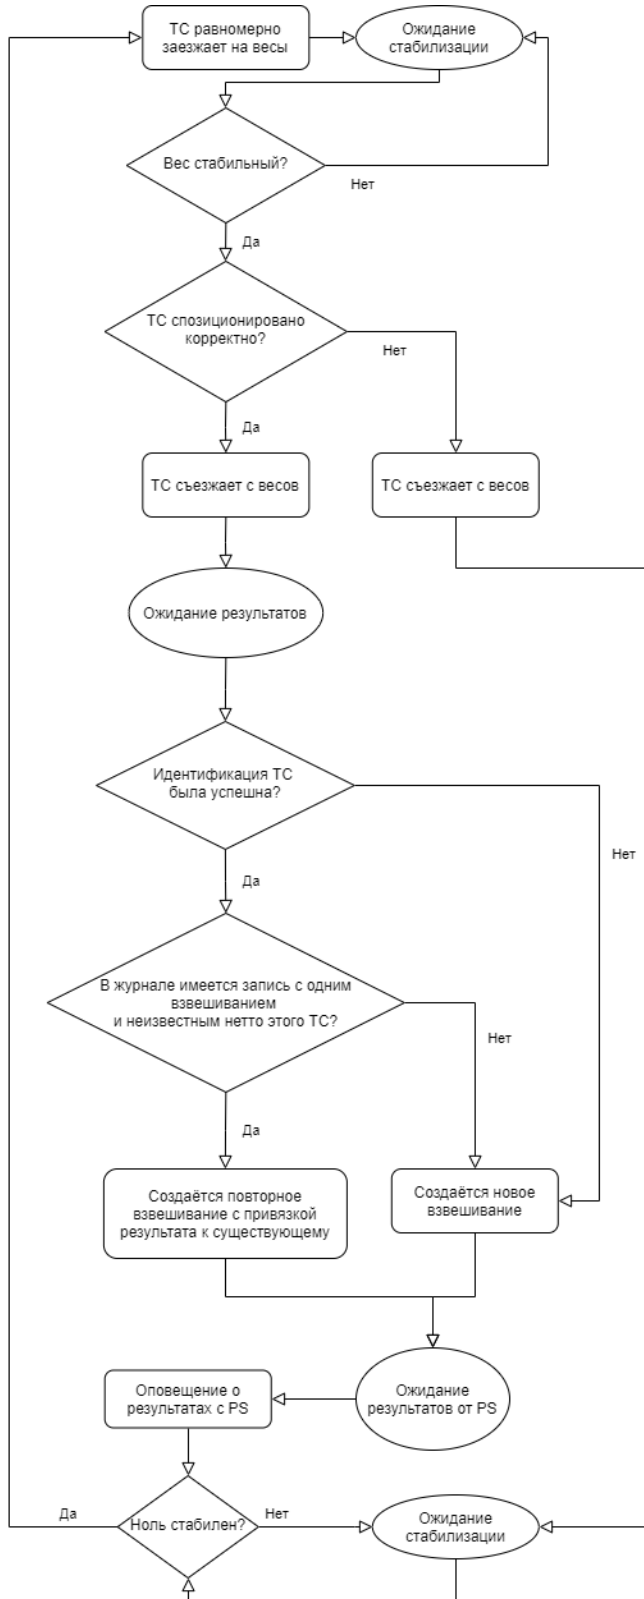 ТС равномерно
заезжает на весы
Ожидание
стабилизации
Вес стабильный?
Нет
Да
ТС спозиционировано
корректно?
Нет
Да
ТС съезжает с весов
ТС съезжает с весов
Ожидание результатов
Идентификация ТС
была успешна?
Нет
Да
В журнале имеется запись с одним
взвешиванием
и неизвестным нетто этого ТС?
Нет
Да
Создаётся повторное
взвешивание с привязкой
результата к существующему
Создаётся новое
взвешивание
Оповещение о
результатах с PS
Ожидание
результатов от PS
Да
Ноль стабилен?
Нет
Ожидание
стабилизации